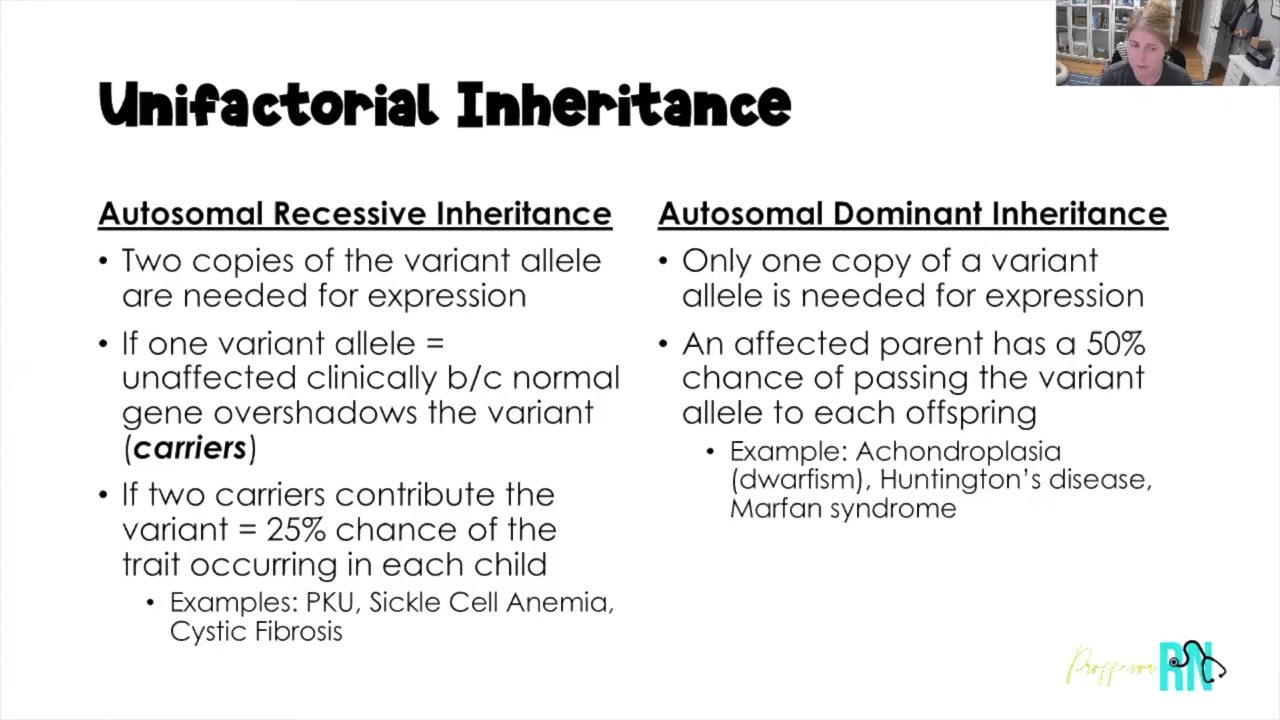 Unifactorial Inheritance
Autosomal Recessive Inheritance
• Two copies of the variant allele
are needed for expression
• If one variant allele =
unaffected clinically b/c normal
gene overshadows the variant
(carriers)
• If two carriers contribute the
variant = 25% chance of the
trait occurring in each child
• Examples: PKU, Sickle Cell Anemia,
Cystic Fibrosis
Autosomal Dominant Inheritance
• Only one copy of a variant
allele is needed for expression
• An affected parent has a 50%
chance of passing the variant
allele to each offspring
• Example: Achondroplasia
(dwarfism), Huntington’s disease,
Marfan syndrome
Proffesor RN